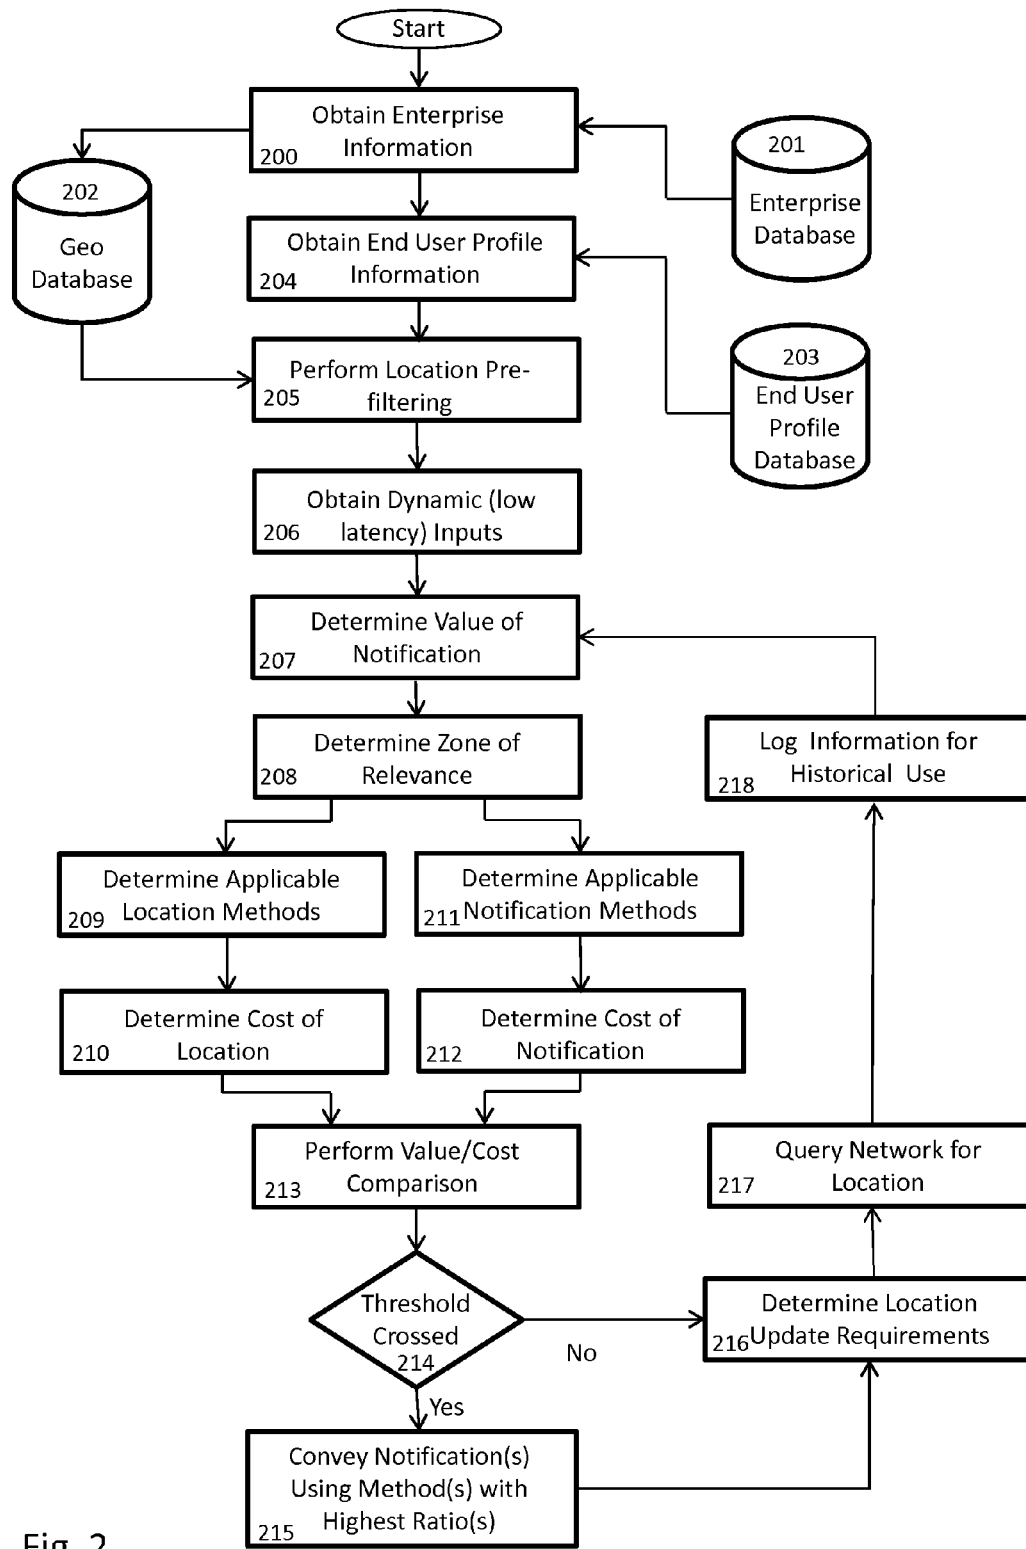 Start
Obtain Enterprise
Information
200
201
Enterprise
Database
202
Geo
Database
Obtain End User Profile
Information
204
203
End User
Profile
Database
Perform Location Pre-
filtering
205
Obtain Dynamic (low
latency) Inputs
206
Determine Value of
Notification
207
Determine Zone of
Relevance
208
Log Information for
Historical Use
218
Determine Applicable
Location Methods
209
Determine Applicable
Notification Methods
211
Determine Cost of
Location
210
Determine Cost of
Notification
212
Perform Value/Cost
Comparison
213
Query Network for
Location
217
Threshold
Crossed
214
No
Yes
Determine Location
Update Requirements
216
Convey Notification(s)
Using Method(s) with
Highest Ratio(s)
215
Fig. 2